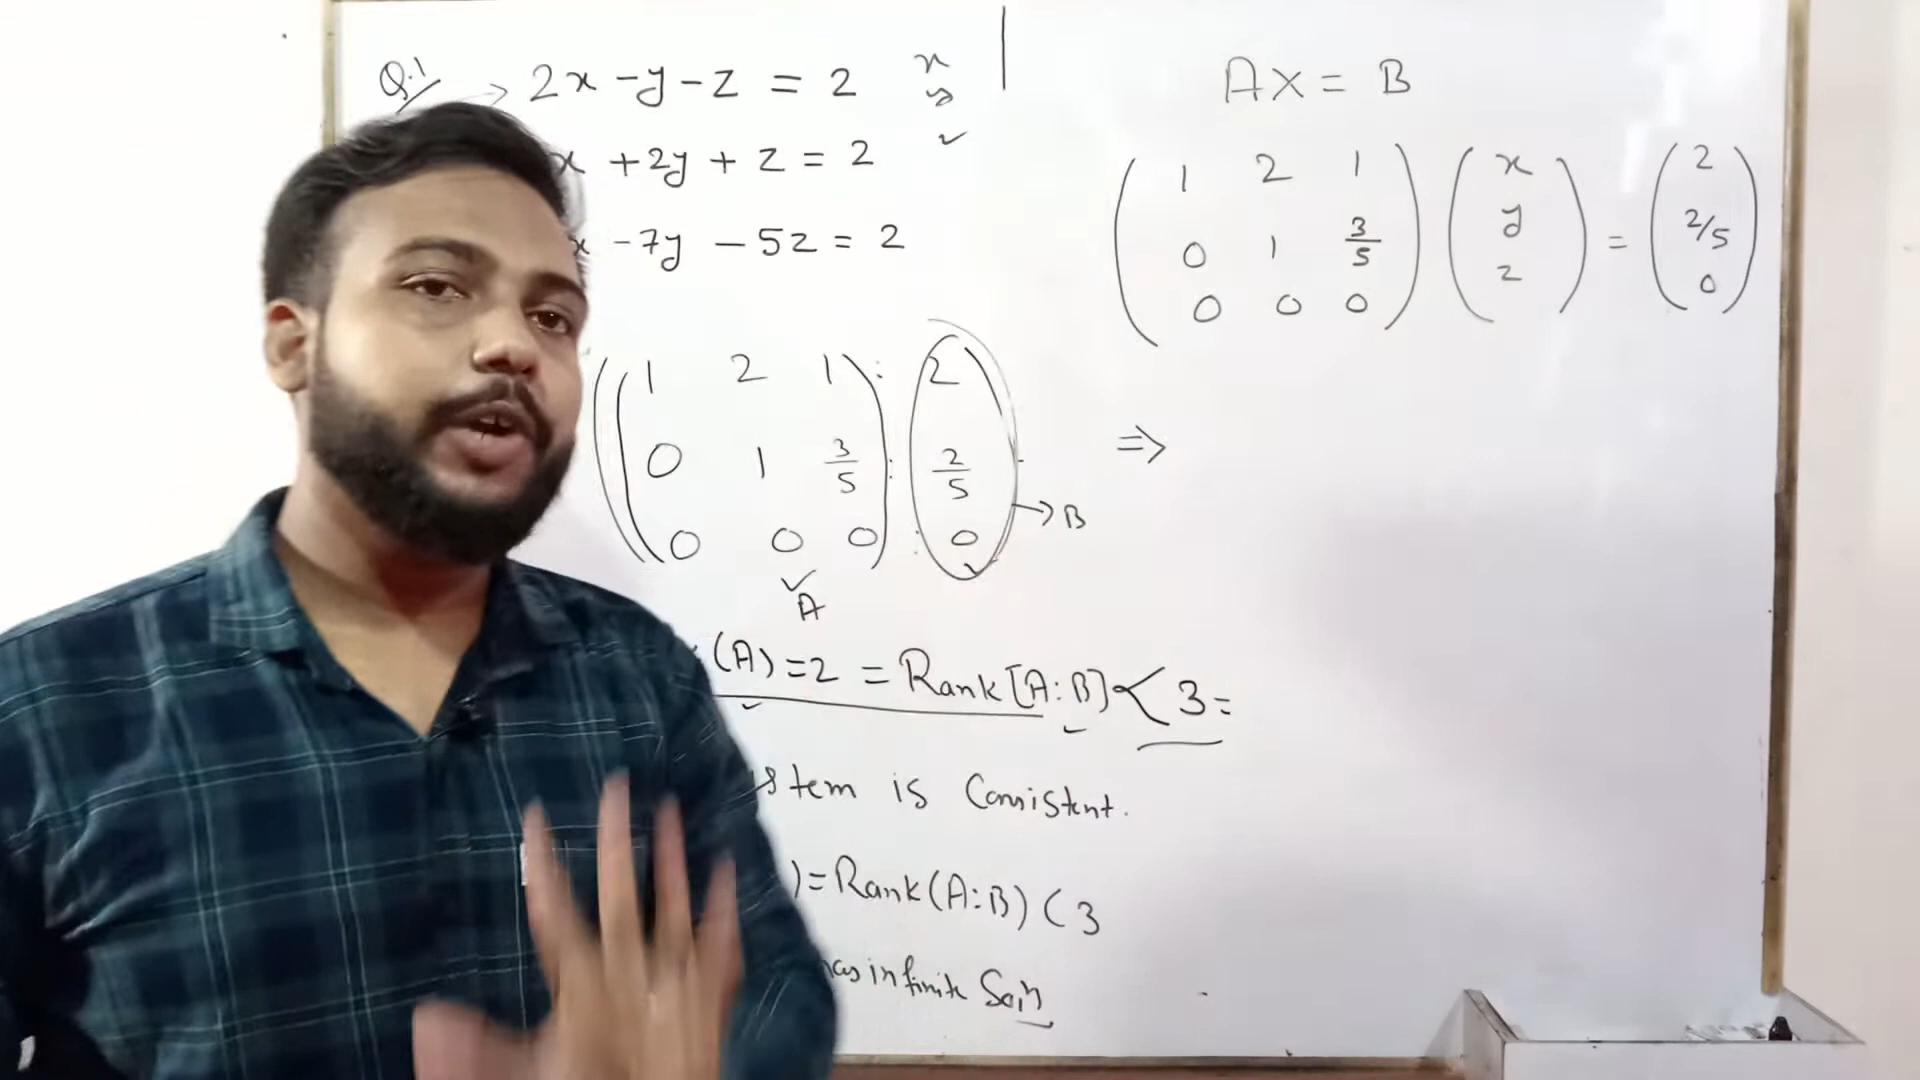 Q.1 → 2x - y - z = 2
x + 2y + z = 2
x - 7y - 5z = 2
x
y
AX = B
( 1 2 1 ) ( x ) = ( 2 )
( 0 1 3/5 ) ( y ) = ( 2/5 )
( 0 0 0 ) ( z ) = ( 0 )
( 1 2 1 : 2 )
( 0 1 3/5 : 2/5 )
( 0 0 0 : 0 )
→ B
A
⇒
(A) = 2 = Rank [A:B] < 3 =
stem is Consistent.
) = Rank (A:B) < 3
has infinite Soln